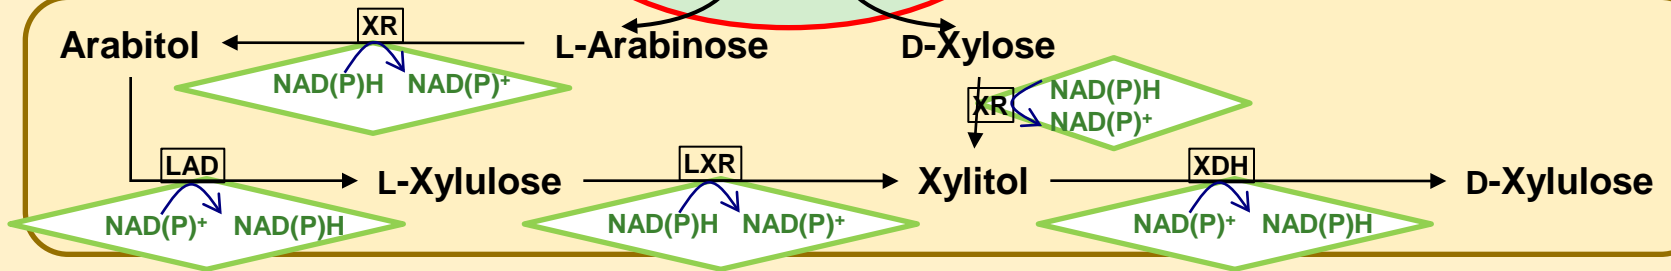 XR
Arabitol
L-Arabinose
D-Xylose
NAD(P)H NAD(P)⁺
XR
NAD(P)H
NAD(P)⁺
LAD
L-Xylulose
LXR
Xylitol
XDH
D-Xylulose
NAD(P)⁺ NAD(P)H
NAD(P)H NAD(P)⁺
NAD(P)⁺ NAD(P)H